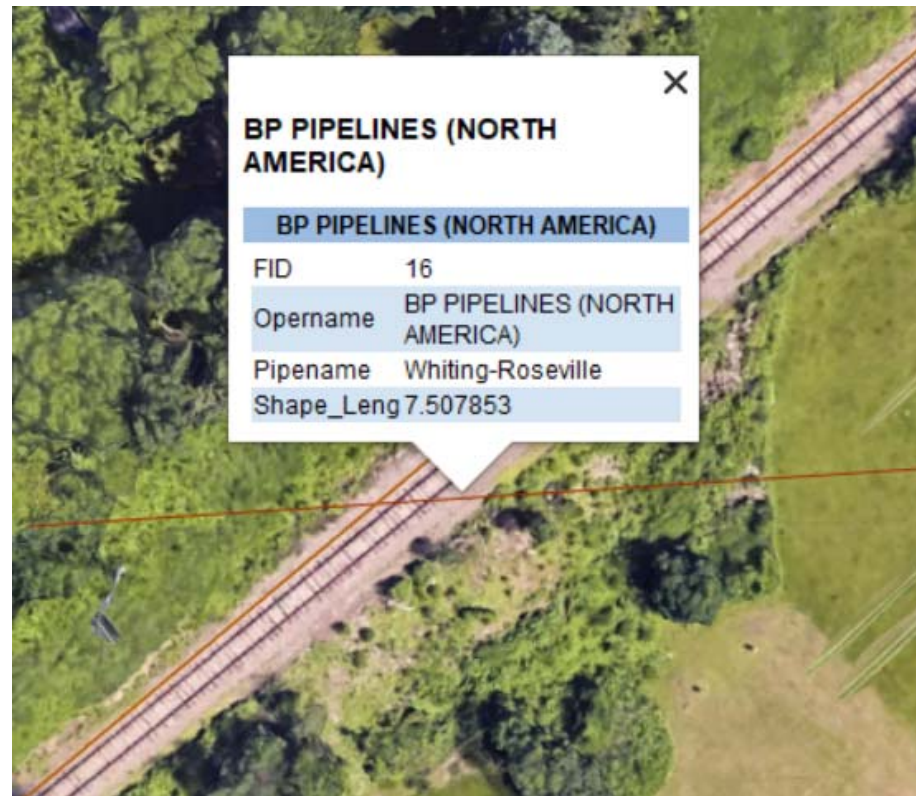 BP PIPELINES (NORTH
AMERICA)
BP PIPELINES (NORTH AMERICA)
FID 16
Opername BP PIPELINES (NORTH
AMERICA)
Pipename Whiting-Roseville
Shape_Leng 7.507853